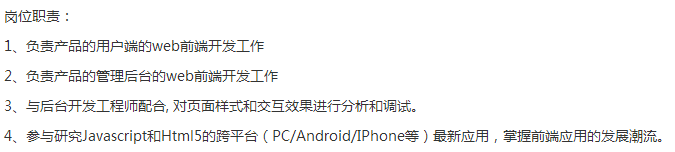 岗位职责：
1、负责产品的用户端的web前端开发工作
2、负责产品的管理后台的web前端开发工作
3、与后台开发工程师配合, 对页面样式和交互效果进行分析和调试。
4、参与研究Javascript和Html5的跨平台（PC/Android/IPhone等）最新应用，掌握前端应用的发展潮流。